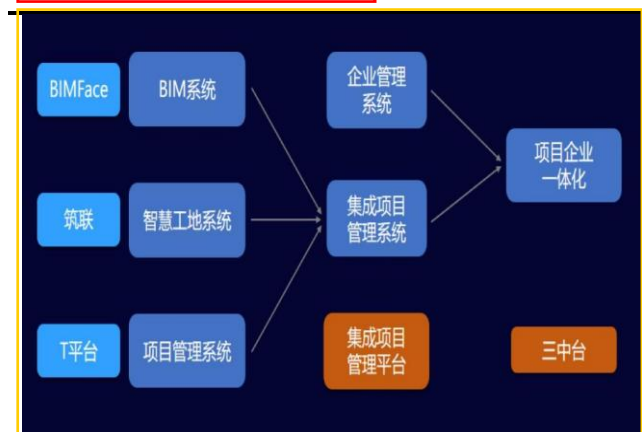 BIMFace
BIM系统
企业管理
系统
项目企业
一体化
筑联
智慧工地系统
集成项目
管理系统
T平台
项目管理系统
集成项目
管理平台
三中台